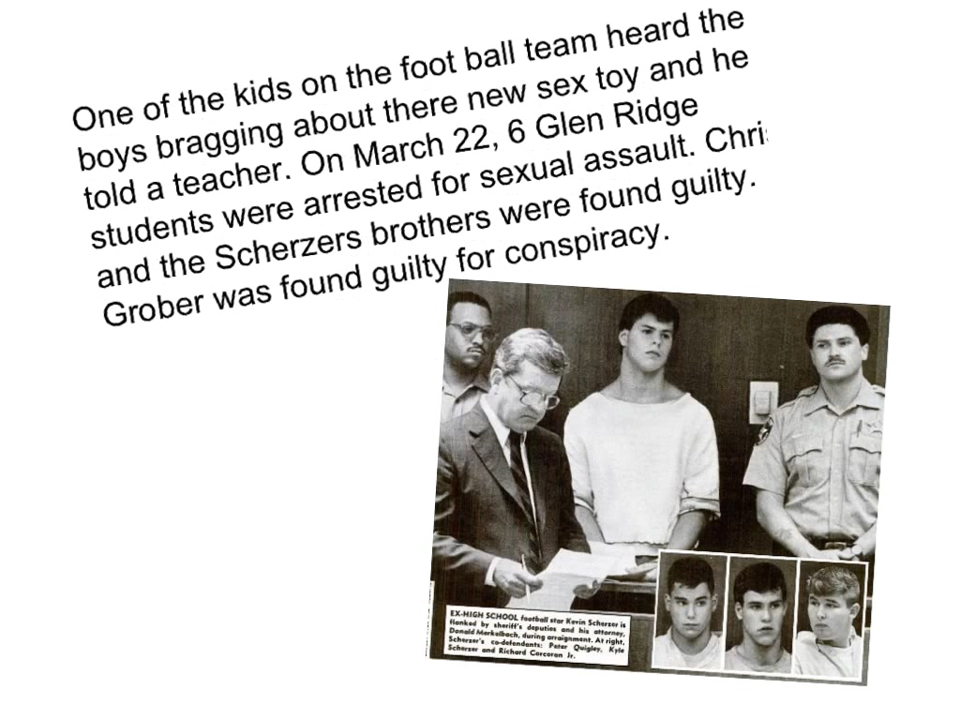 One of the kids on the foot ball team heard the
boys bragging about there new sex toy and he
told a teacher. On March 22, 6 Glen Ridge
students were arrested for sexual assault. Chri
and the Scherzers brothers were found guilty.
Grober was found guilty for conspiracy.
EX-HIGH SCHOOL football star Kevin Scherzer is
flanked by sheriff's deputies and his attorney,
Donald Merkelbach, during arraignment. At right,
Scherzer's co-defendants: Peter Quigley, Kyle
Scherzer and Richard Corcoran Jr.